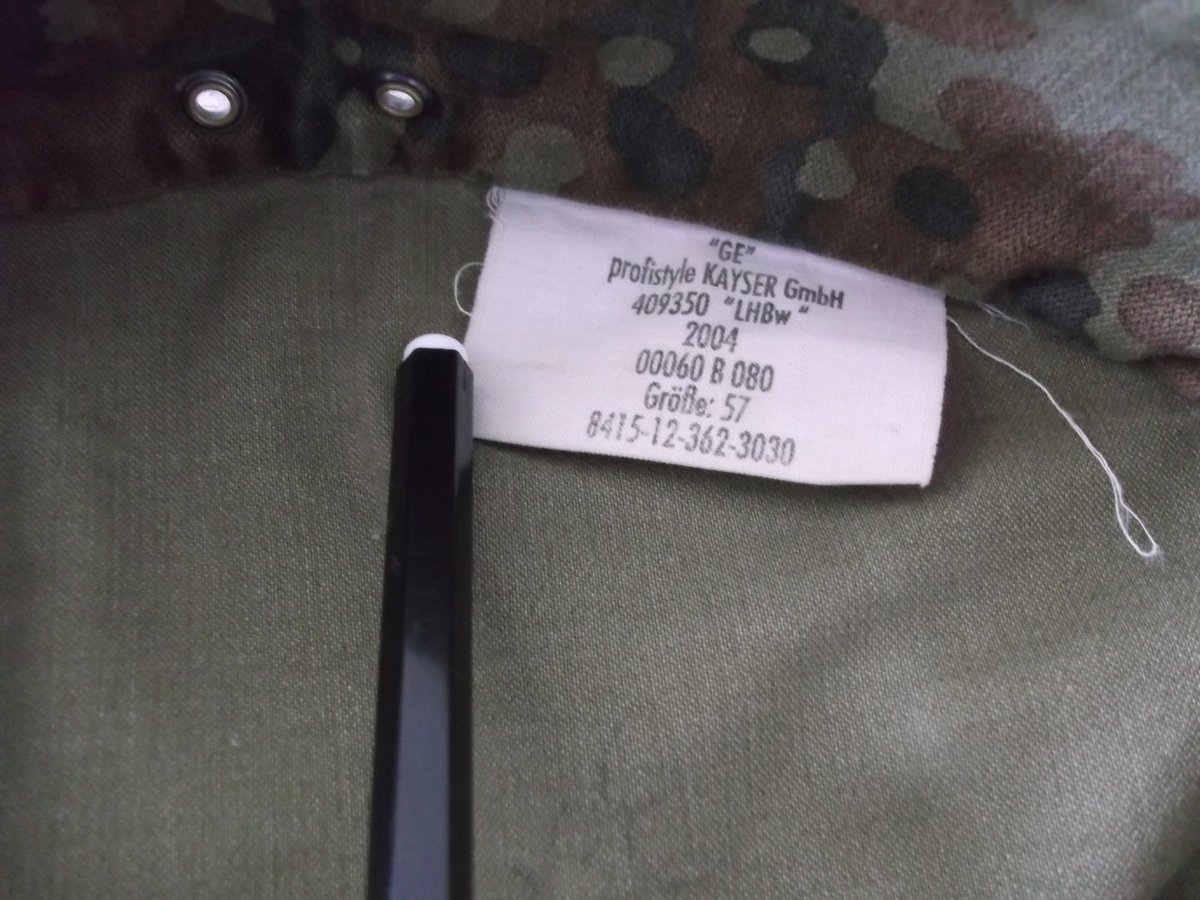 "GE"
profistyle KAYSER GmbH
409350 "LHBw "
2004
00060 B 080
Größe: 57
8415-12-362-3030